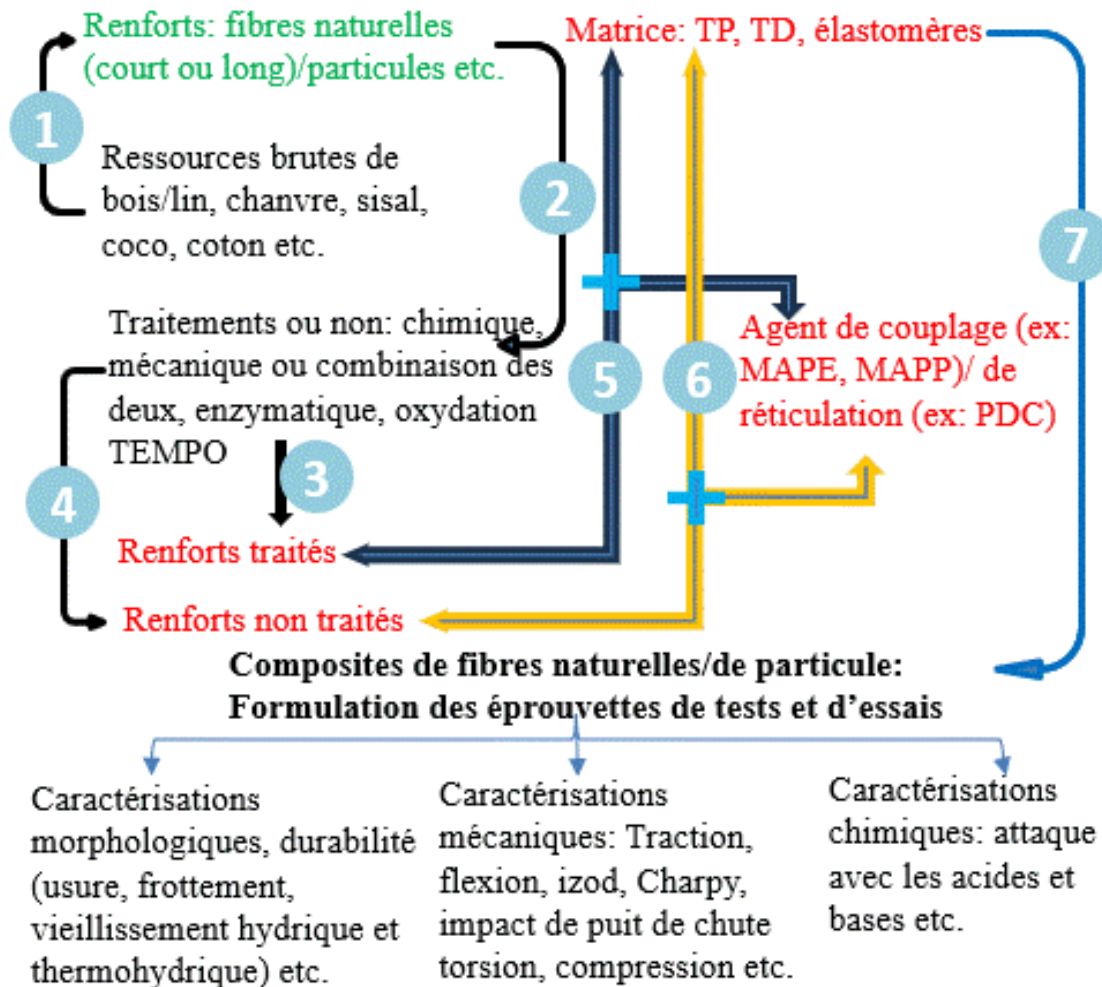 Renforts: fibres naturelles
(court ou long)/particules etc.
Matrice: TP, TD, élastomères
1
Ressources brutes de
bois/lin, chanvre, sisal,
coco, coton etc.
2
7
Traitements ou non: chimique,
mécanique ou combinaison des
deux, enzymatique, oxydation
TEMPO
5
6
Agent de couplage (ex:
MAPE, MAPP)/ de
réticulation (ex: PDC)
3
4
Renforts traités
Renforts non traités
Composites de fibres naturelles/de particule:
Formulation des éprouvettes de tests et d’essais
Caractérisations
morphologiques, durabilité
(usure, frottement,
vieillissement hydrique et
thermohydrique) etc.
Caractérisations
mécaniques: Traction,
flexion, izod, Charpy,
impact de puit de chute
torsion, compression etc.
Caractérisations
chimiques: attaque
avec les acides et
bases etc.